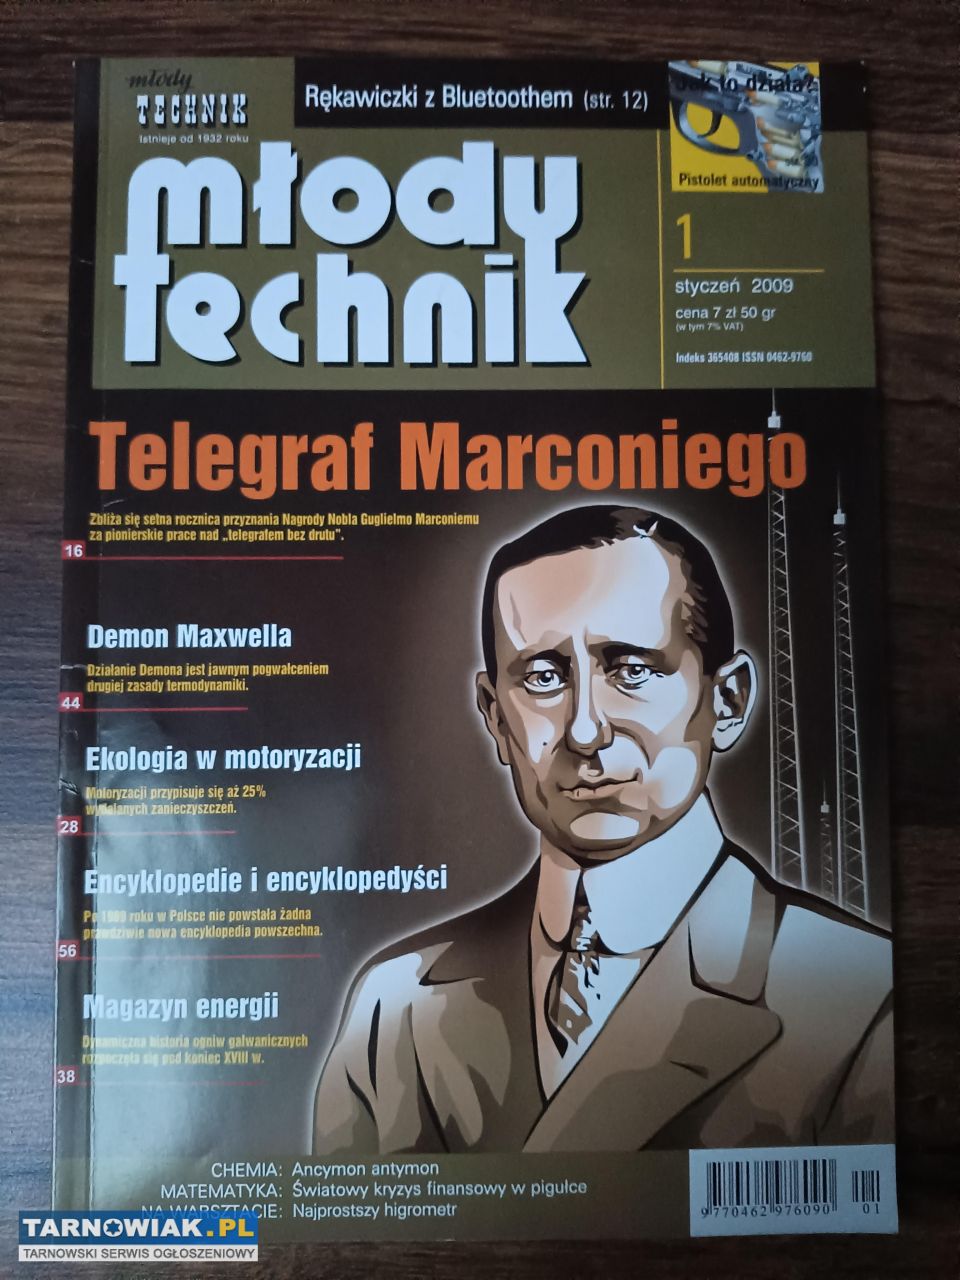 młody
TECHNIK
Istnieje od 1932 roku
Rękawiczki z Bluetoothem (str. 12)
Jak to działa?
Pistolet automatyczny
młody
technik
1
styczeń 2009
cena 7 zł 50 gr
(w tym 7% VAT)
Indeks 365408 ISSN 0462-9760
Telegraf Marconiego
Zbliża się setna rocznica przyznania Nagrody Nobla Guglielmo Marconiemu
za pionierskie prace nad „telegrafem bez drutu”.
16
Demon Maxwella
Działanie Demona jest jawnym pogwałceniem
drugiej zasady termodynamiki.
44
Ekologia w motoryzacji
Motoryzacji przypisuje się aż 25%
wydalanych zanieczyszczeń.
28
Encyklopedie i encyklopedyści
Po 1989 roku w Polsce nie powstała żadna
prawdziwie nowa encyklopedia powszechna.
56
Magazyn energii
Dynamiczna historia ogniw galwanicznych
rozpoczęła się pod koniec XVIII w.
38
CHEMIA: Ancymon antymon
MATEMATYKA: Światowy kryzys finansowy w pigułce
NA WARSZTACIE: Najprostszy higrometr
9 770462 976090 01
TARNOWIAK.PL
TARNOWSKI SERWIS OGŁOSZENIOWY